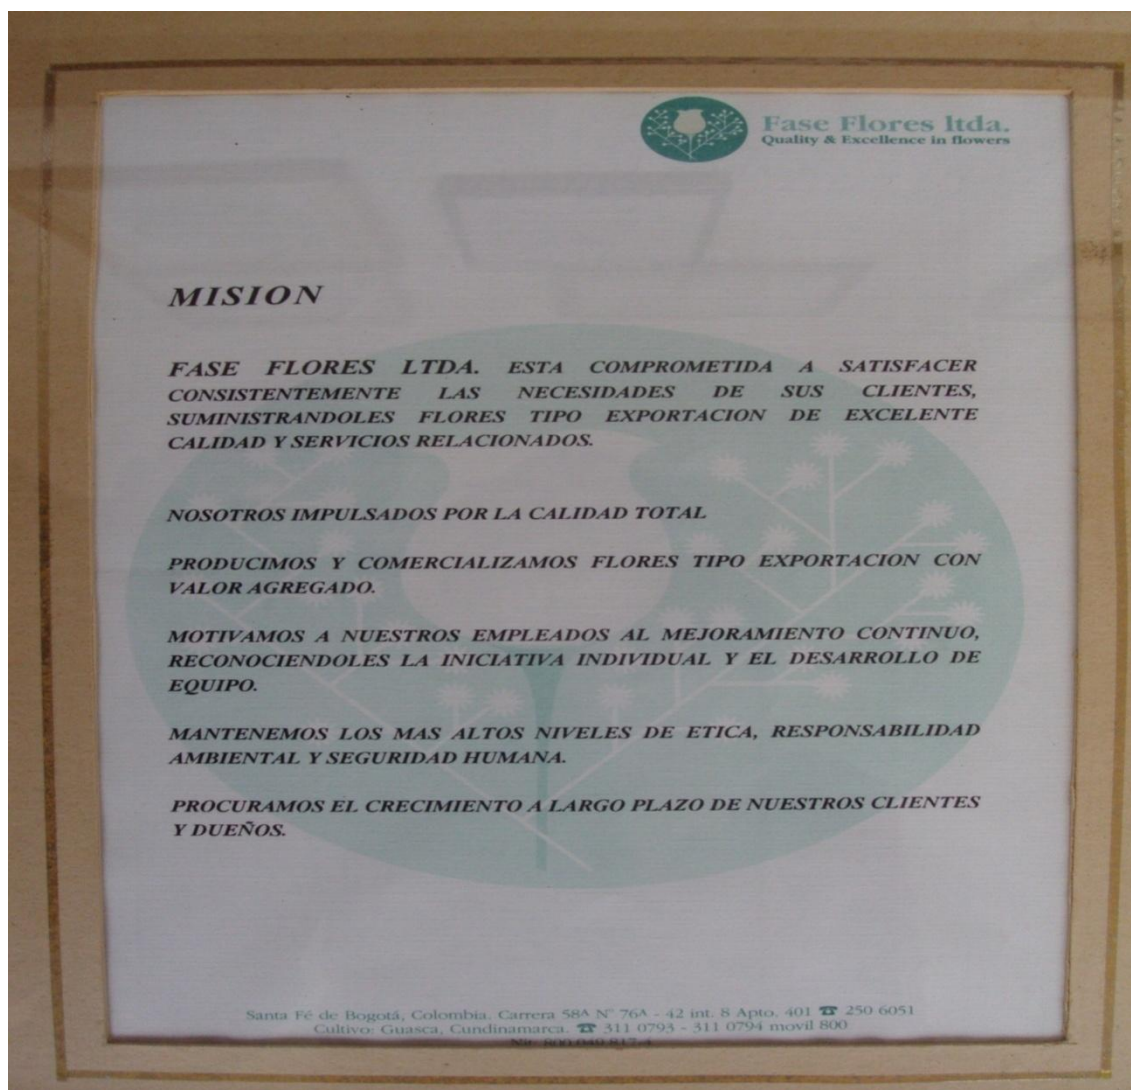 Fase Flores ltda.
Quality & Excellence in flowers
MISION
FASE FLORES LTDA. ESTA COMPROMETIDA A SATISFACER
CONSISTENTEMENTE LAS NECESIDADES DE SUS CLIENTES,
SUMINISTRANDOLES FLORES TIPO EXPORTACION DE EXCELENTE
CALIDAD Y SERVICIOS RELACIONADOS.
NOSOTROS IMPULSADOS POR LA CALIDAD TOTAL
PRODUCIMOS Y COMERCIALIZAMOS FLORES TIPO EXPORTACION CON
VALOR AGREGADO.
MOTIVAMOS A NUESTROS EMPLEADOS AL MEJORAMIENTO CONTINUO,
RECONOCIENDOLES LA INICIATIVA INDIVIDUAL Y EL DESARROLLO DE
EQUIPO.
MANTENEMOS LOS MAS ALTOS NIVELES DE ETICA, RESPONSABILIDAD
AMBIENTAL Y SEGURIDAD HUMANA.
PROCURAMOS EL CRECIMIENTO A LARGO PLAZO DE NUESTROS CLIENTES
Y DUEÑOS.
Santa Fé de Bogotá, Colombia. Carrera 58A N° 76A - 42 int. 8 Apto. 401 ☎ 250 6051
Cultivo: Guasca, Cundinamarca. ☎ 311 0793 - 311 0794 movil 800
Nit.